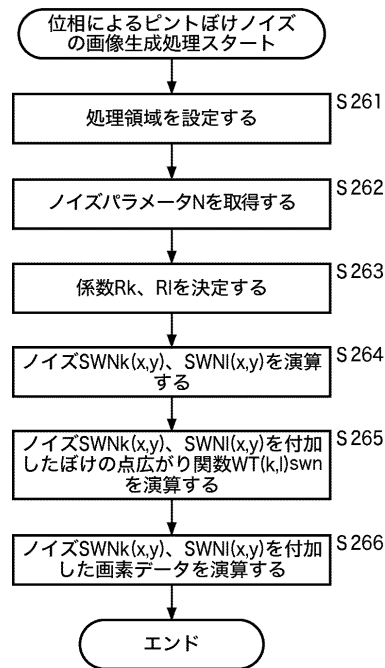 位相によるピントぼけノイズ
の画像生成処理スタート
S261
処理領域を設定する
S262
ノイズパラメータNを取得する
S263
係数Rk、Rlを決定する
S264
ノイズSWNk(x,y)、SWNl(x,y)を演算
する
S265
ノイズSWNk(x,y)、SWNl(x,y)を付加
したぼけの点広がり関数WT(k,l)swn
を演算する
S266
ノイズSWNk(x,y)、SWNl(x,y)を付加
した画素データを演算する
エンド